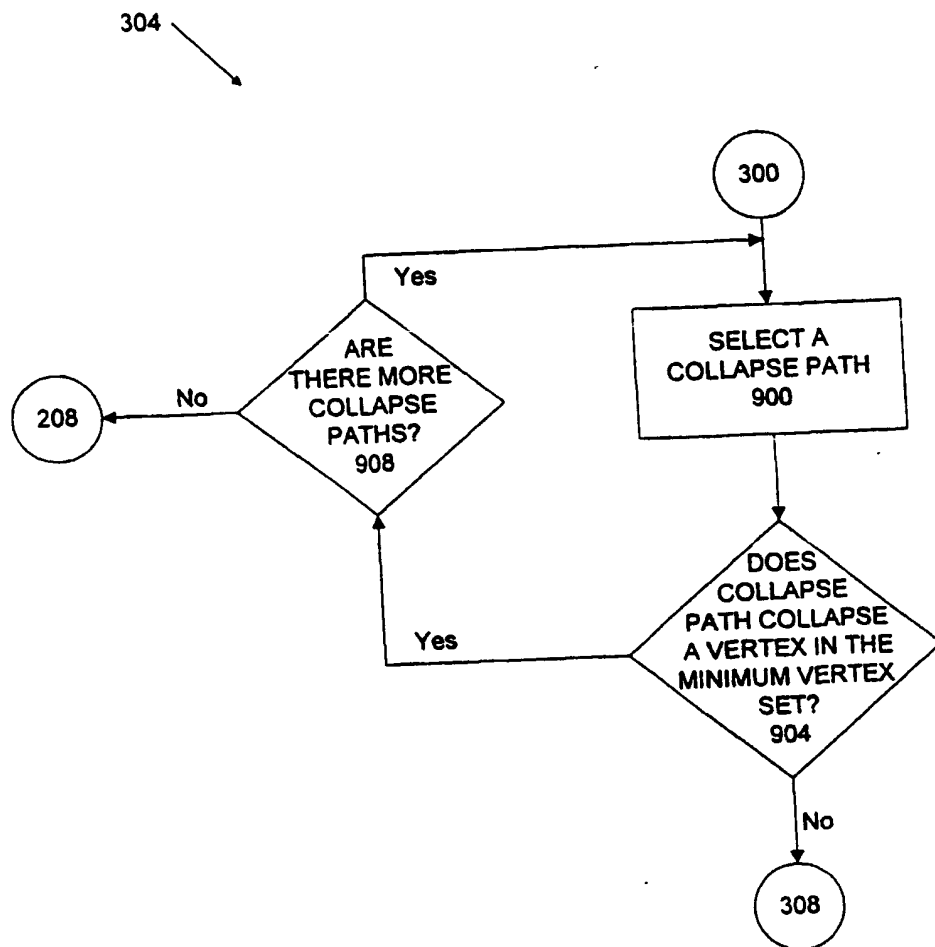 304
300
Yes
SELECT A
COLLAPSE PATH
900
ARE
THERE MORE
COLLAPSE
PATHS?
908
No
208
DOES
COLLAPSE
PATH COLLAPSE
A VERTEX IN THE
MINIMUM VERTEX
SET?
904
Yes
No
308